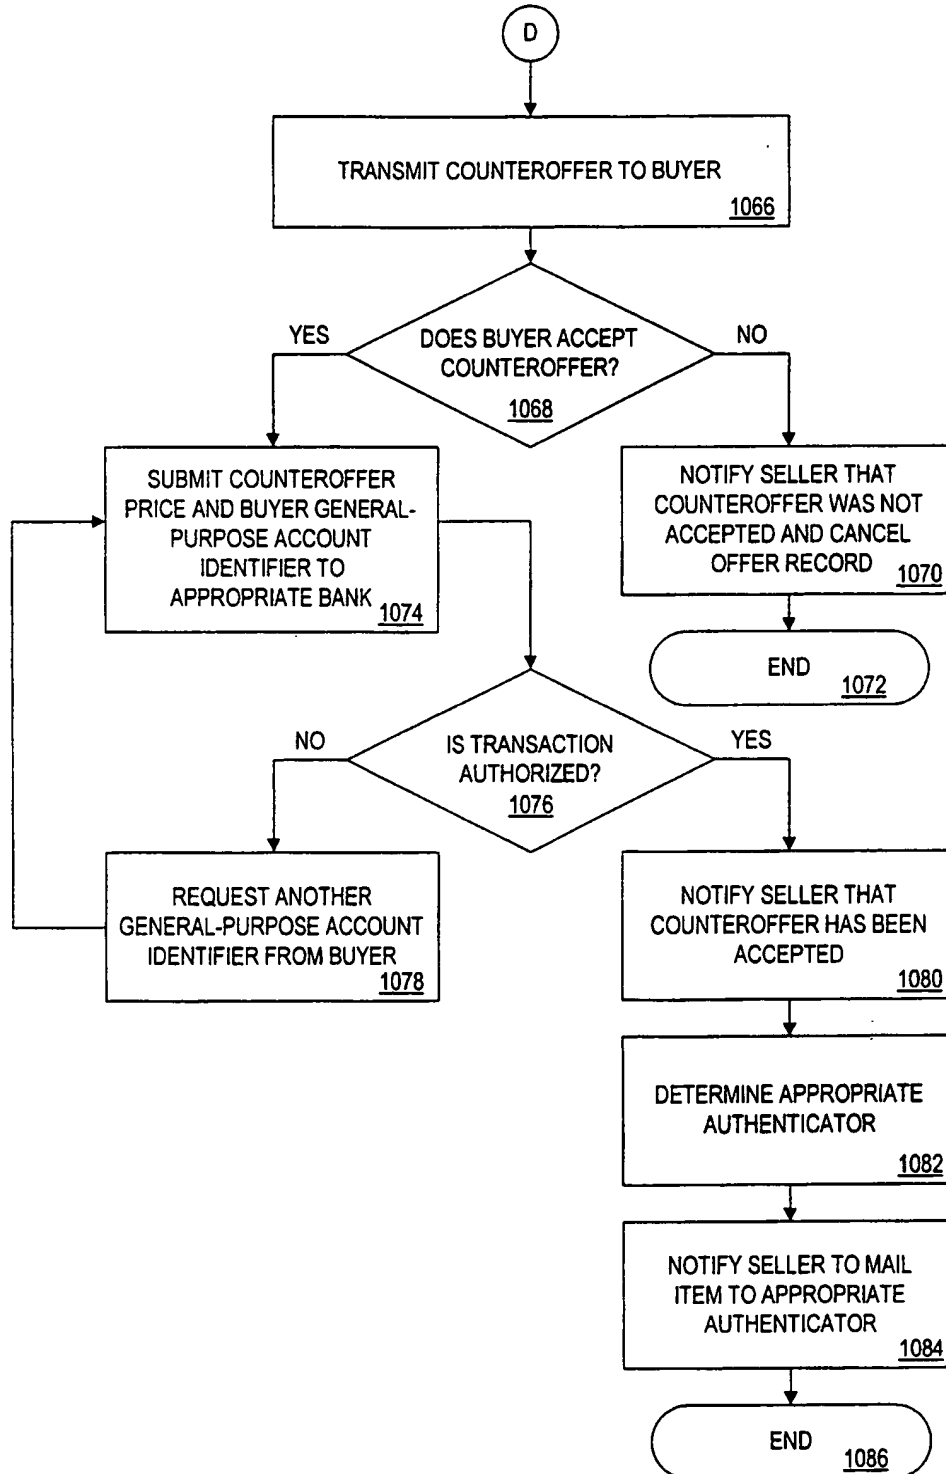 D
TRANSMIT COUNTEROFFER TO BUYER
1066
YES
DOES BUYER ACCEPT
COUNTEROFFER?
1068
NO
SUBMIT COUNTEROFFER
PRICE AND BUYER GENERAL-
PURPOSE ACCOUNT
IDENTIFIER TO
APPROPRIATE BANK
1074
NOTIFY SELLER THAT
COUNTEROFFER WAS NOT
ACCEPTED AND CANCEL
OFFER RECORD
1070
END
1072
NO
IS TRANSACTION
AUTHORIZED?
1076
YES
REQUEST ANOTHER
GENERAL-PURPOSE ACCOUNT
IDENTIFIER FROM BUYER
1078
NOTIFY SELLER THAT
COUNTEROFFER HAS BEEN
ACCEPTED
1080
DETERMINE APPROPRIATE
AUTHENTICATOR
1082
NOTIFY SELLER TO MAIL
ITEM TO APPROPRIATE
AUTHENTICATOR
1084
END
1086